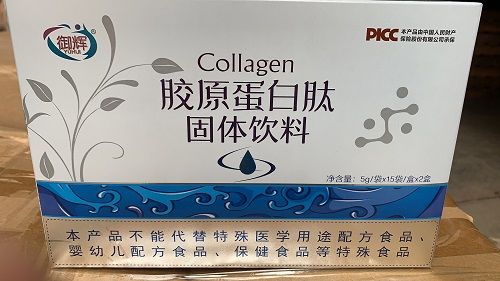 御辉
YUHUI
®
PICC
本产品由中国人民财产
保险股份有限公司承保
Collagen
胶原蛋白肽
固体饮料
净含量：5g/袋x15袋/盒x2盒
本产品不能代替特殊医学用途配方食品、
婴幼儿配方食品、保健食品等特殊食品